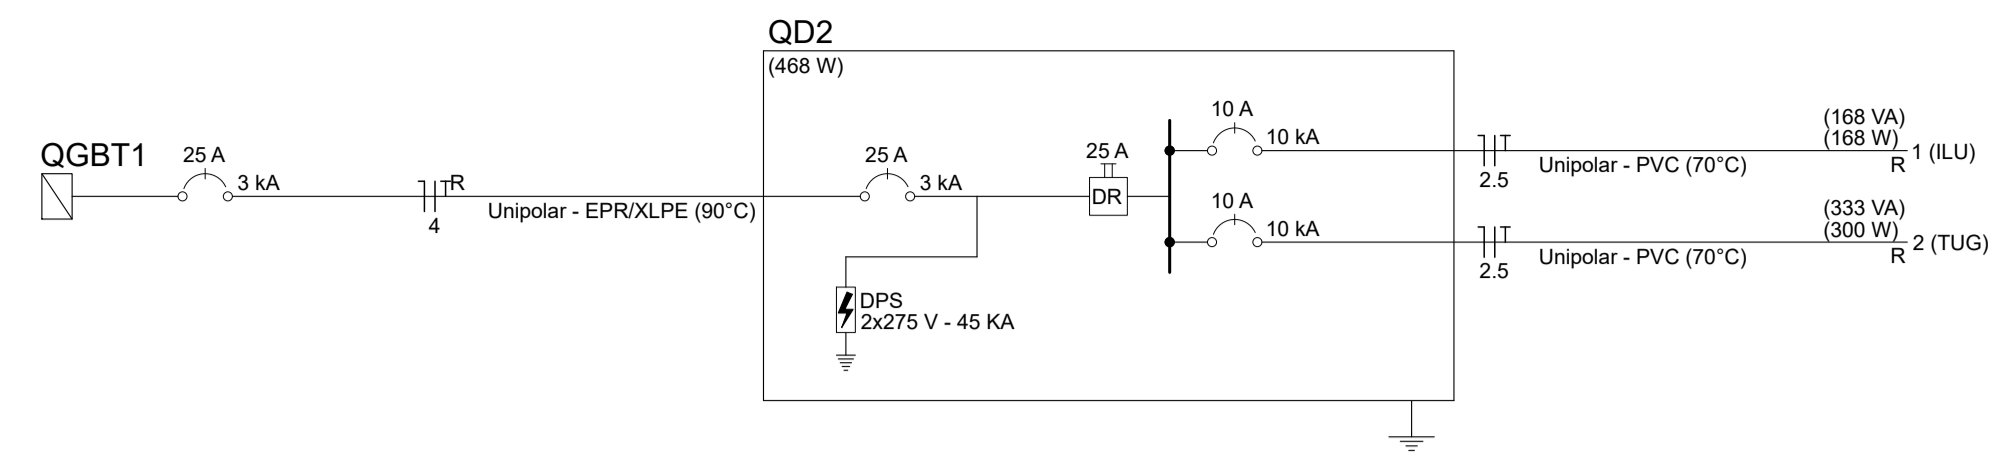 QD2
(468 W)
QGBT1
25 A
3 kA
R
4
Unipolar - EPR/XLPE (90°C)
25 A
3 kA
DPS
2x275 V - 45 KA
25 A
DR
10 A
10 kA
2.5
Unipolar - PVC (70°C)
(168 VA)
(168 W)
R
1 (ILU)
10 A
10 kA
2.5
Unipolar - PVC (70°C)
(333 VA)
(300 W)
R
2 (TUG)